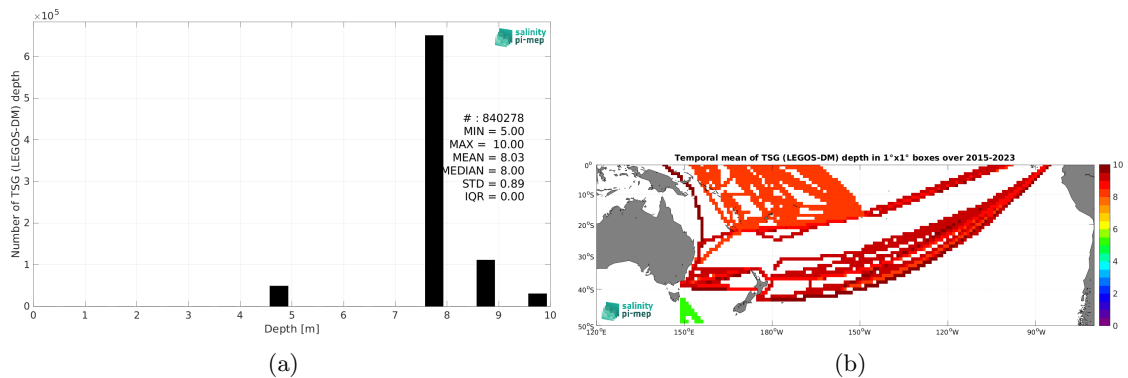 ×10⁵
salinity
pi-mep
Number of TSG (LEGOS-DM) depth
6
5
4
3
2
1
0
# : 840278
MIN = 5.00
MAX = 10.00
MEAN = 8.03
MEDIAN = 8.00
STD = 0.89
IQR = 0.00
0 1 2 3 4 5 6 7 8 9 10
Depth [m]
(a)
Temporal mean of TSG (LEGOS-DM) depth in 1°x1° boxes over 2015-2023
0°
10°S
20°S
30°S
40°S
50°S
salinity
pi-mep
120°E 150°E 180°W 150°W 120°W 90°W
10
8
6
4
2
0
(b)